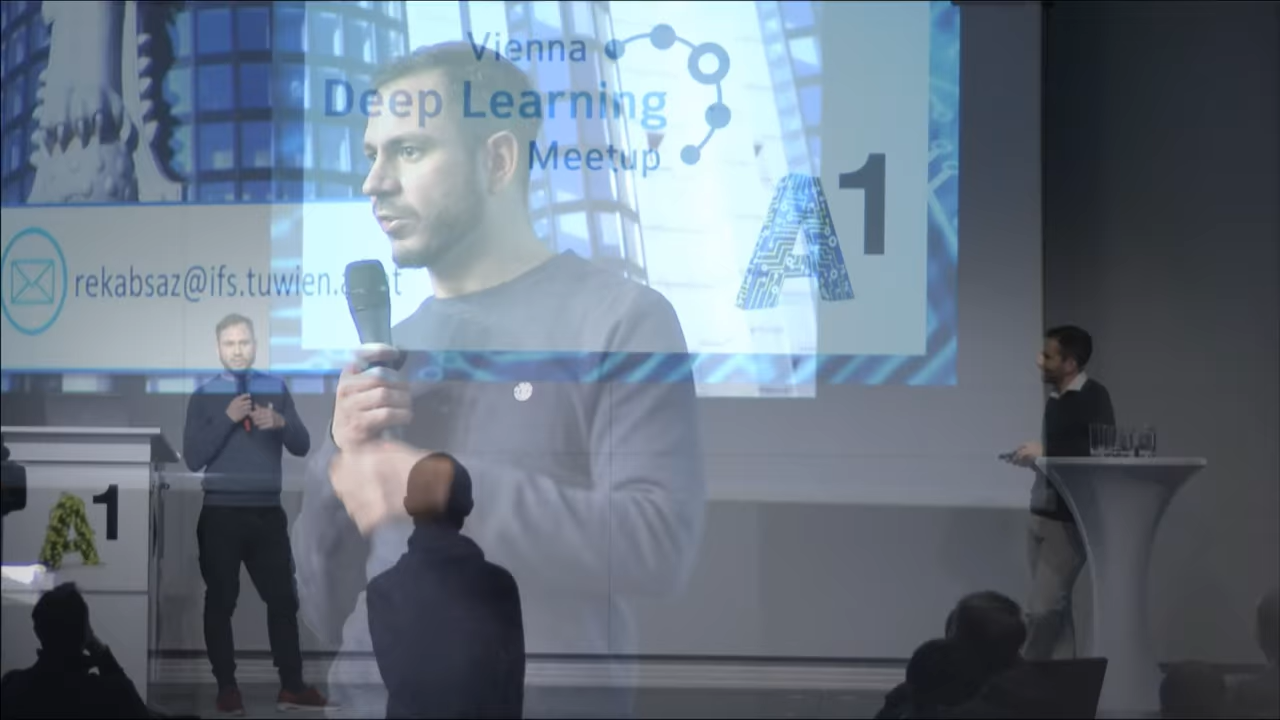 Vienna
Deep Learning
Meetup
A1
rekabsaz@ifs.tuwien.
A1